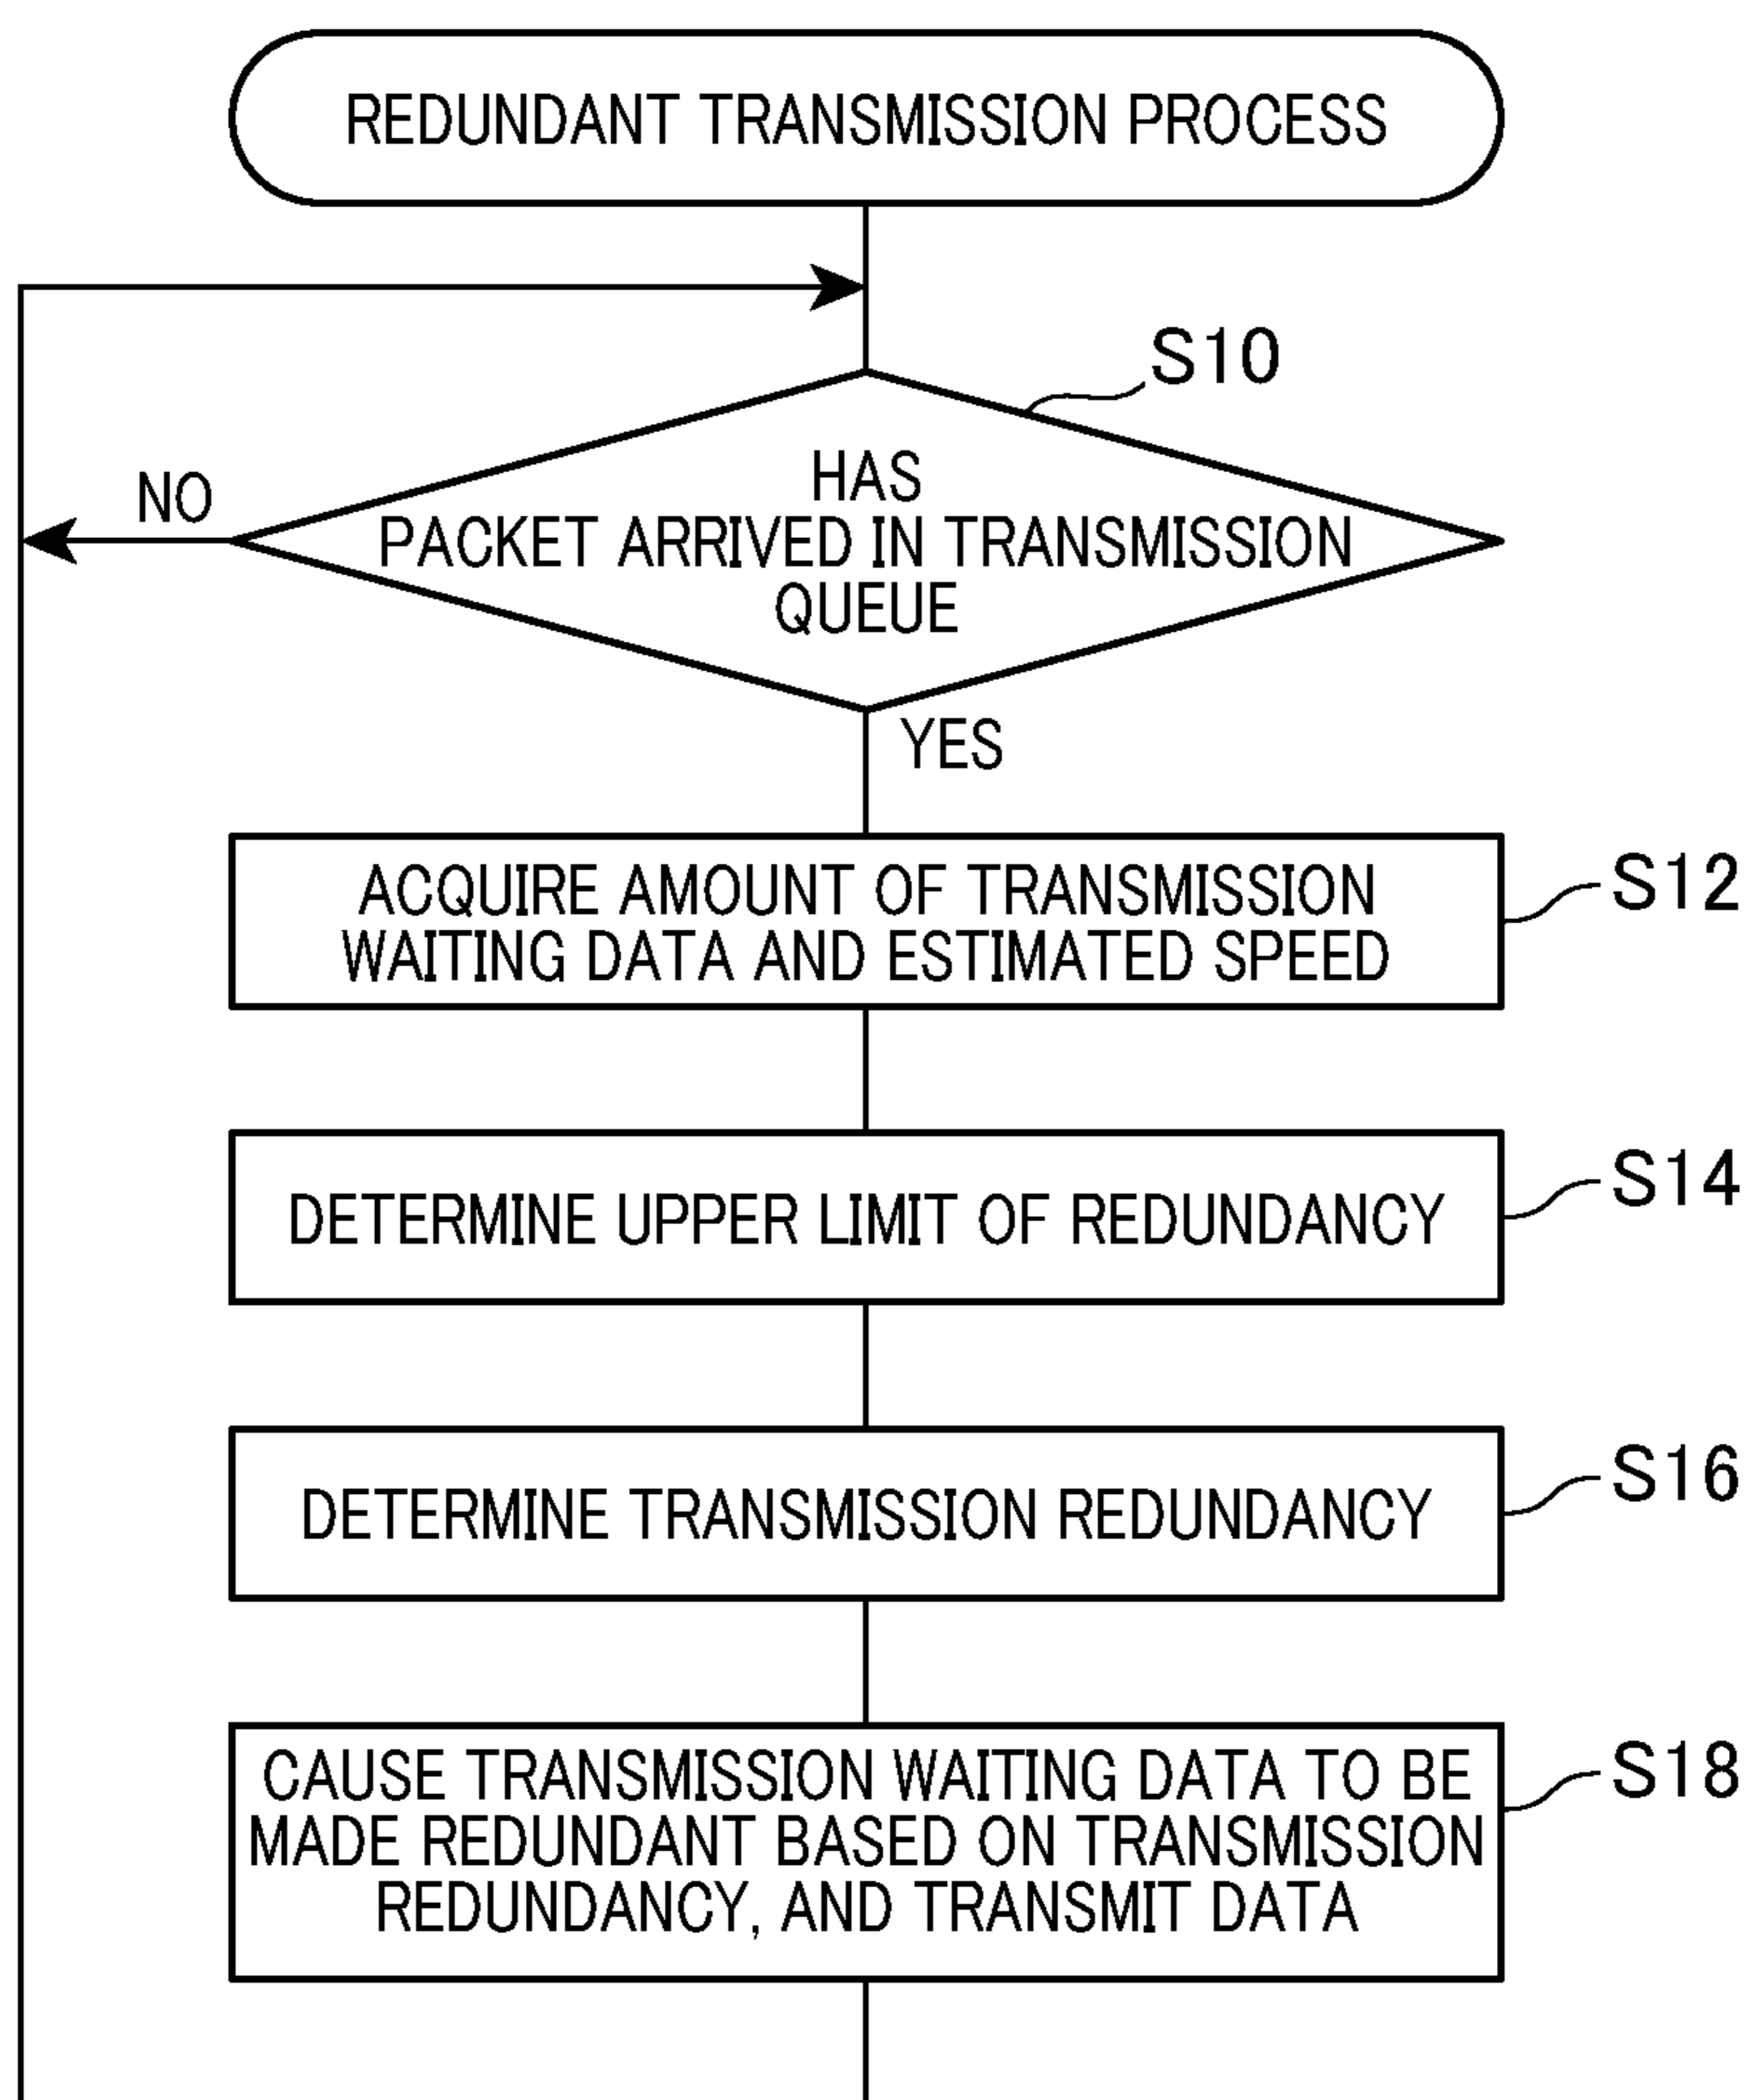 REDUNDANT TRANSMISSION PROCESS
S10
HAS
PACKET ARRIVED IN TRANSMISSION
QUEUE
NO
YES
ACQUIRE AMOUNT OF TRANSMISSION
WAITING DATA AND ESTIMATED SPEED
S12
DETERMINE UPPER LIMIT OF REDUNDANCY
S14
DETERMINE TRANSMISSION REDUNDANCY
S16
CAUSE TRANSMISSION WAITING DATA TO BE
MADE REDUNDANT BASED ON TRANSMISSION
REDUNDANCY, AND TRANSMIT DATA
S18